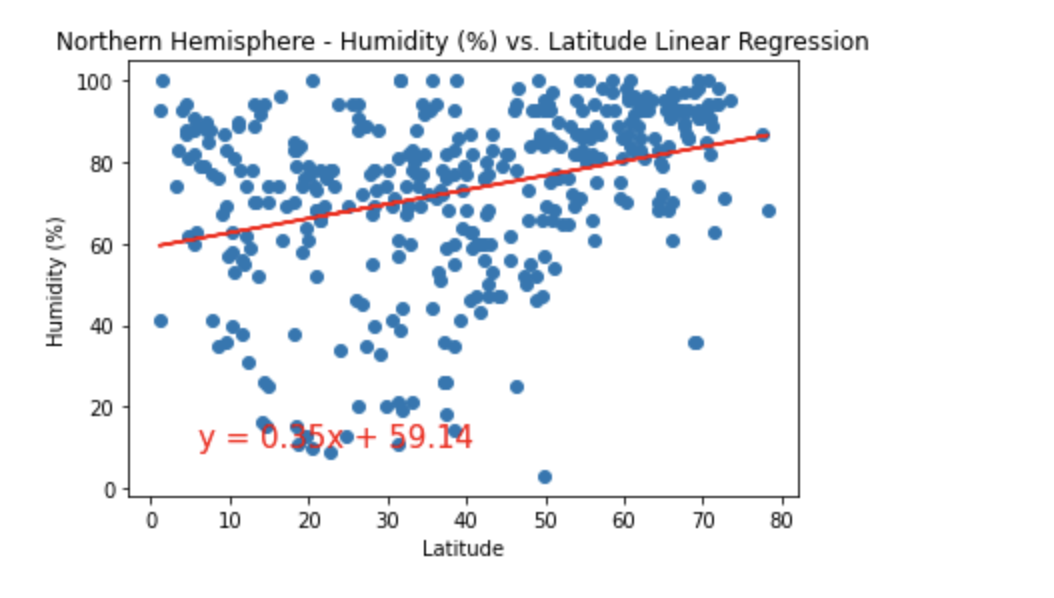 Northern Hemisphere - Humidity (%) vs. Latitude Linear Regression
100
80
60
40
20
0
Humidity (%)
y = 0.35x + 59.14
0 10 20 30 40 50 60 70 80
Latitude